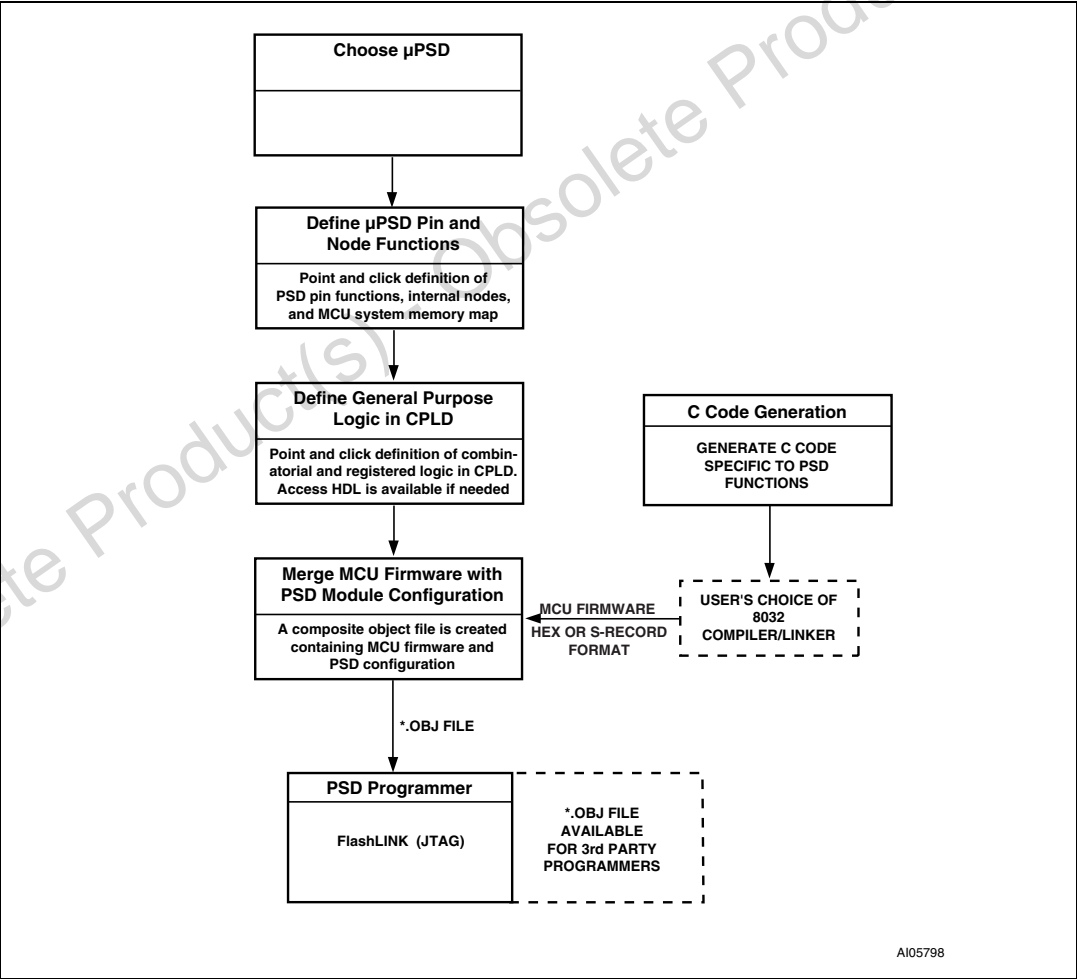 Choose µPSD
Define µPSD Pin and
Node Functions
Point and click definition of
PSD pin functions, internal nodes,
and MCU system memory map
Define General Purpose
Logic in CPLD
Point and click definition of combin-
atorial and registered logic in CPLD.
Access HDL is available if needed
C Code Generation
GENERATE C CODE
SPECIFIC TO PSD
FUNCTIONS
Merge MCU Firmware with
PSD Module Configuration
A composite object file is created
containing MCU firmware and
PSD configuration
MCU FIRMWARE
HEX OR S-RECORD
FORMAT
USER'S CHOICE OF
8032
COMPILER/LINKER
*.OBJ FILE
PSD Programmer
FlashLINK (JTAG)
*.OBJ FILE
AVAILABLE
FOR 3rd PARTY
PROGRAMMERS
AI05798
ete Product(s) - Obsolete Produc